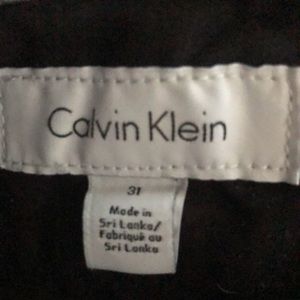 Calvin Klein
31
Made in
Sri Lanka/
Fabriqué au
Sri Lanka